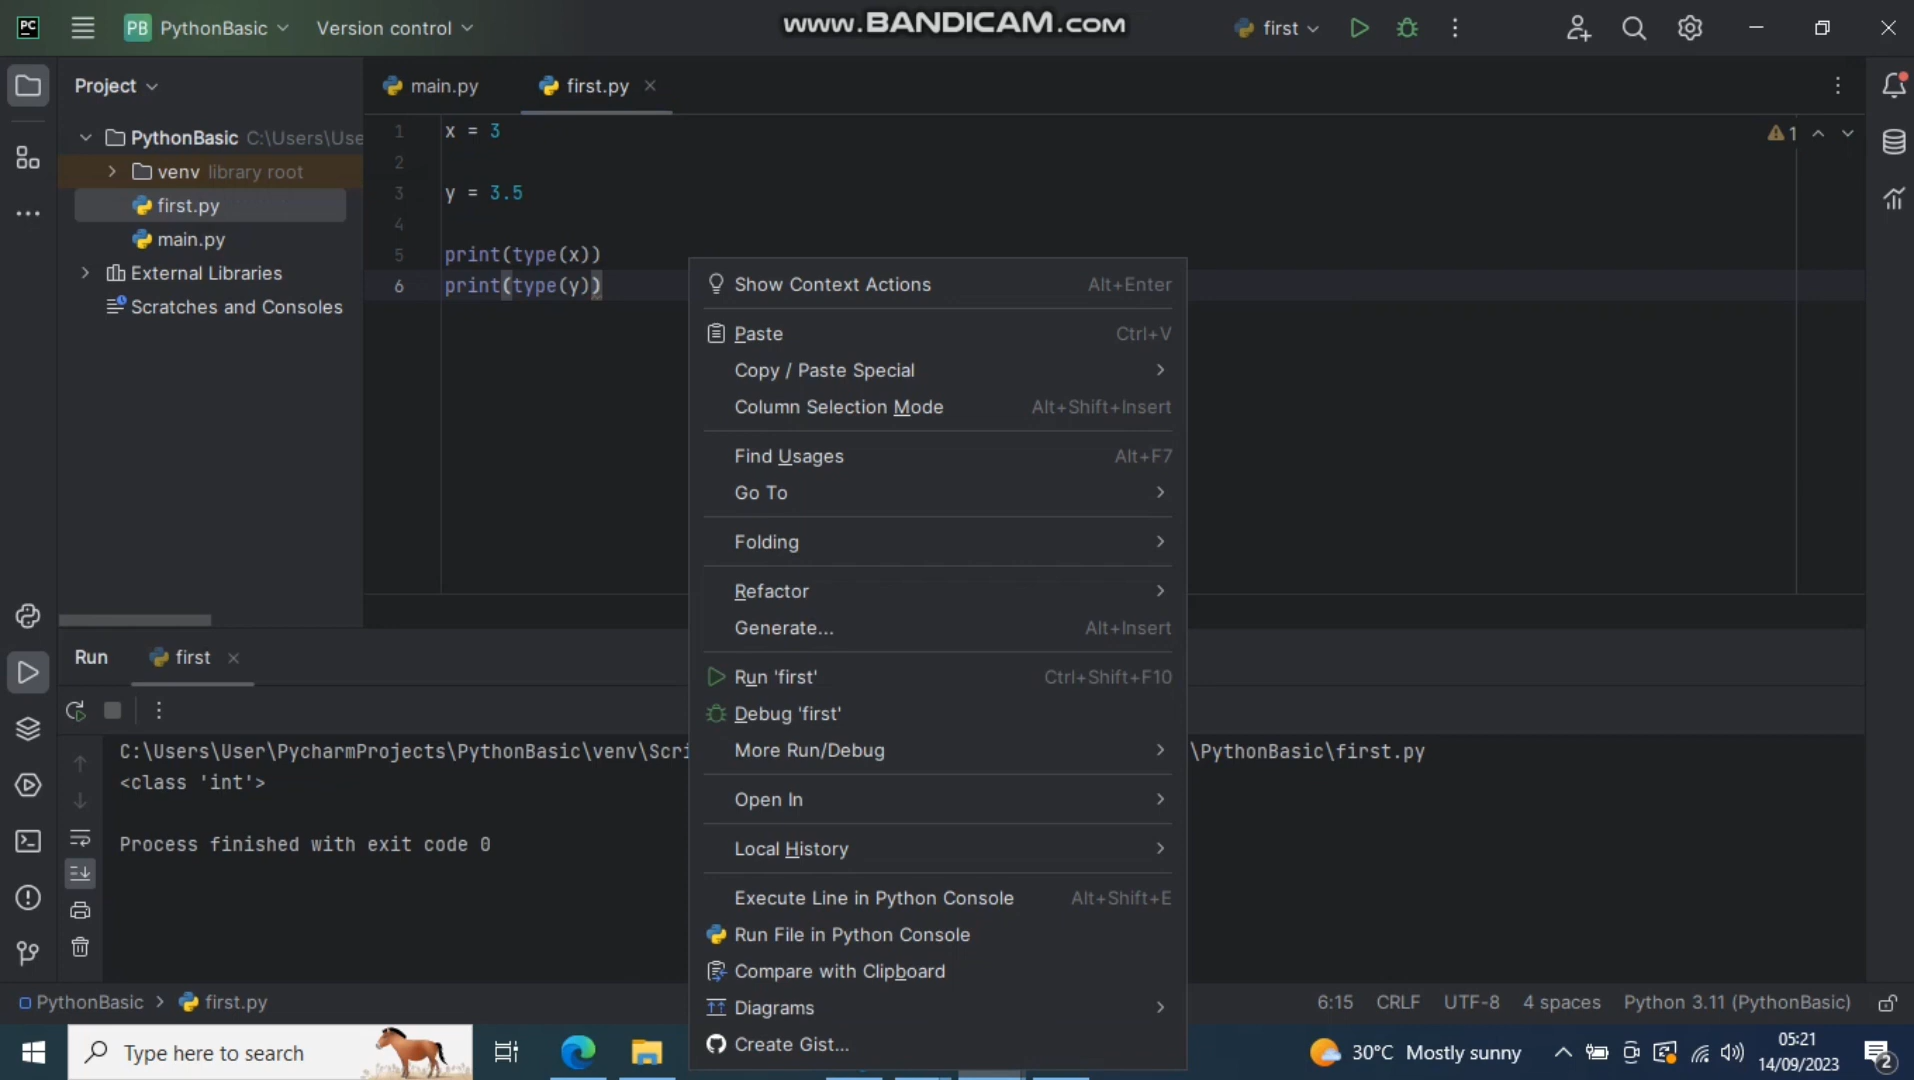 PC
PB PythonBasic
Version control
www.BANDICAM.com
first
Project
main.py
first.py
PythonBasic C:\Users\Use
venv library root
first.py
main.py
External Libraries
Scratches and Consoles
1 x = 3
2
3 y = 3.5
4
5 print(type(x))
6 print(type(y))
1
Show Context Actions Alt+Enter
Paste Ctrl+V
Copy / Paste Special
Column Selection Mode Alt+Shift+Insert
Find Usages Alt+F7
Go To
Folding
Refactor
Generate... Alt+Insert
Run 'first' Ctrl+Shift+F10
Debug 'first'
More Run/Debug
Open In
Local History
Execute Line in Python Console Alt+Shift+E
Run File in Python Console
Compare with Clipboard
Diagrams
Create Gist...
Run first
C:\Users\User\PycharmProjects\PythonBasic\venv\Scri
\PythonBasic\first.py
<class 'int'>
Process finished with exit code 0
PythonBasic > first.py
6:15 CRLF UTF-8 4 spaces Python 3.11 (PythonBasic)
Type here to search
30°C Mostly sunny
05:21
14/09/2023
2